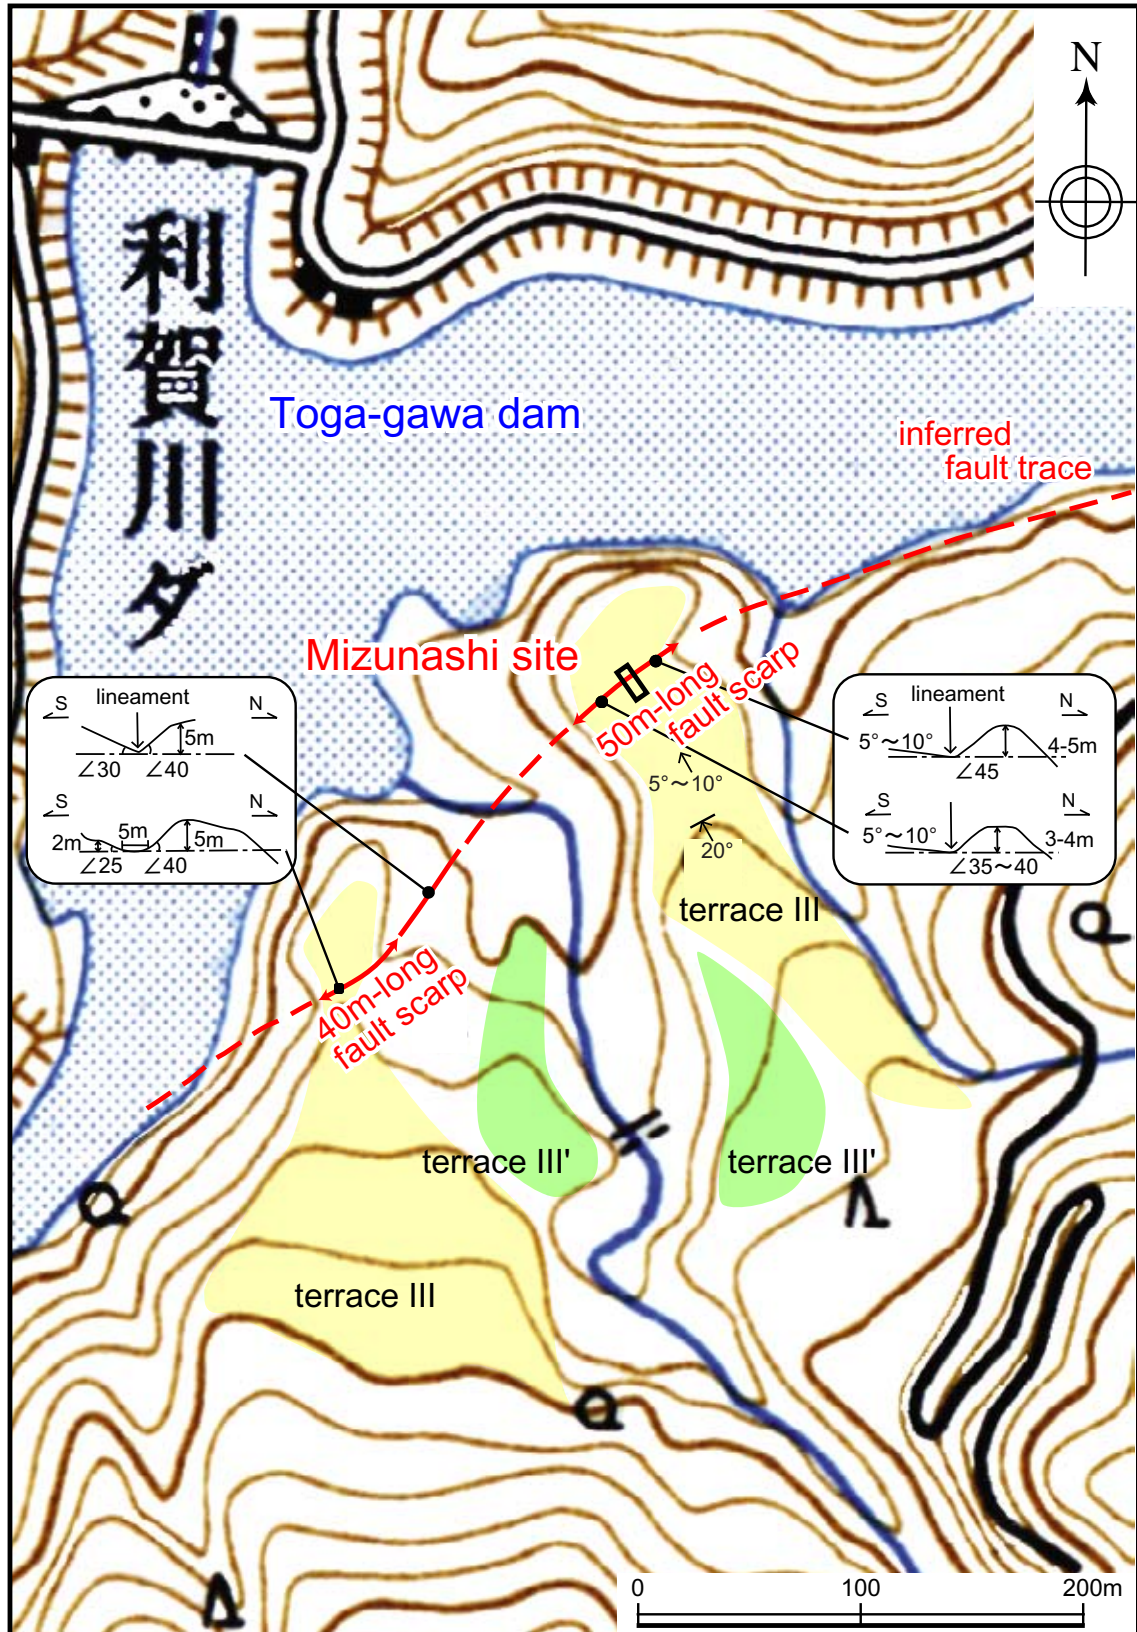 N
利賀川ダ
Toga-gawa dam
inferred
fault trace
Mizunashi site
50m-long
fault scarp
S
lineament
N
5m
∠30
∠40
S
N
2m
5m
5m
∠25
∠40
S
lineament
N
5°～10°
4-5m
∠45
S
N
5°～10°
3-4m
∠35～40
5°～10°
20°
terrace III
40m-long
fault scarp
terrace III'
terrace III'
terrace III
0
100
200m